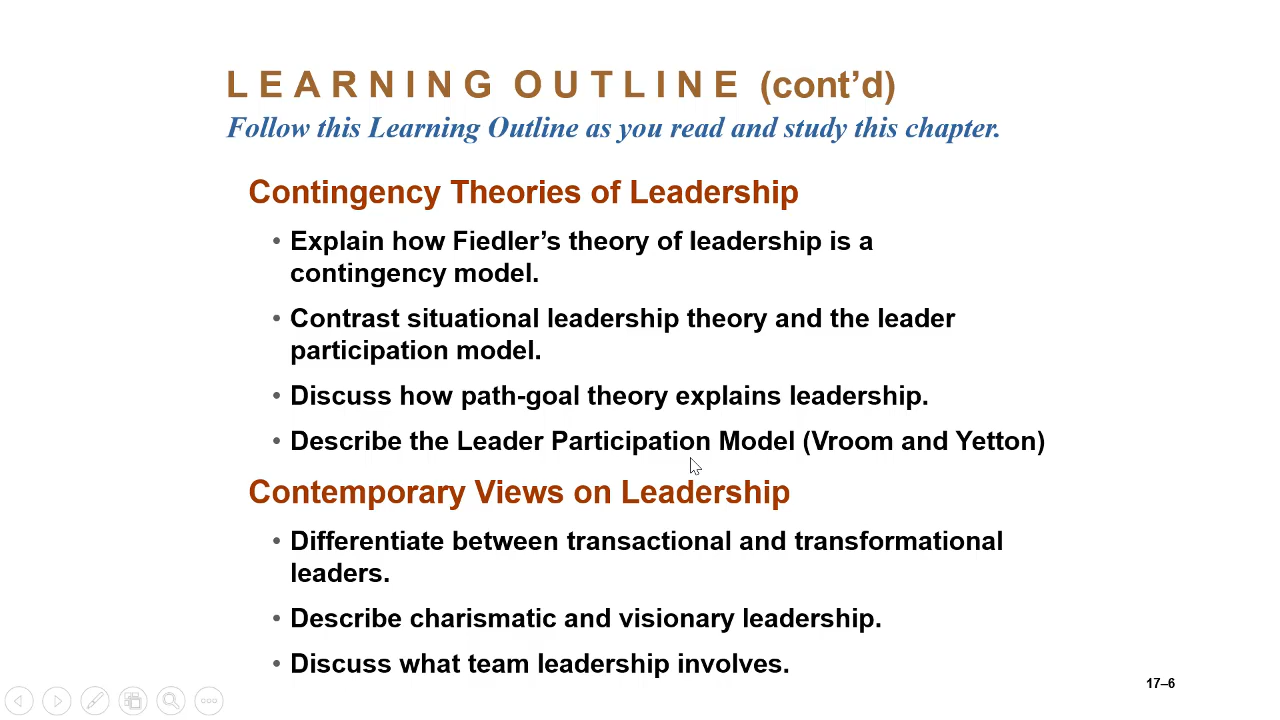 LEARNING OUTLINE (cont’d)
Follow this Learning Outline as you read and study this chapter.
Contingency Theories of Leadership
• Explain how Fiedler’s theory of leadership is a
contingency model.
• Contrast situational leadership theory and the leader
participation model.
• Discuss how path-goal theory explains leadership.
• Describe the Leader Participation Model (Vroom and Yetton)
Contemporary Views on Leadership
• Differentiate between transactional and transformational
leaders.
• Describe charismatic and visionary leadership.
• Discuss what team leadership involves.
17–6